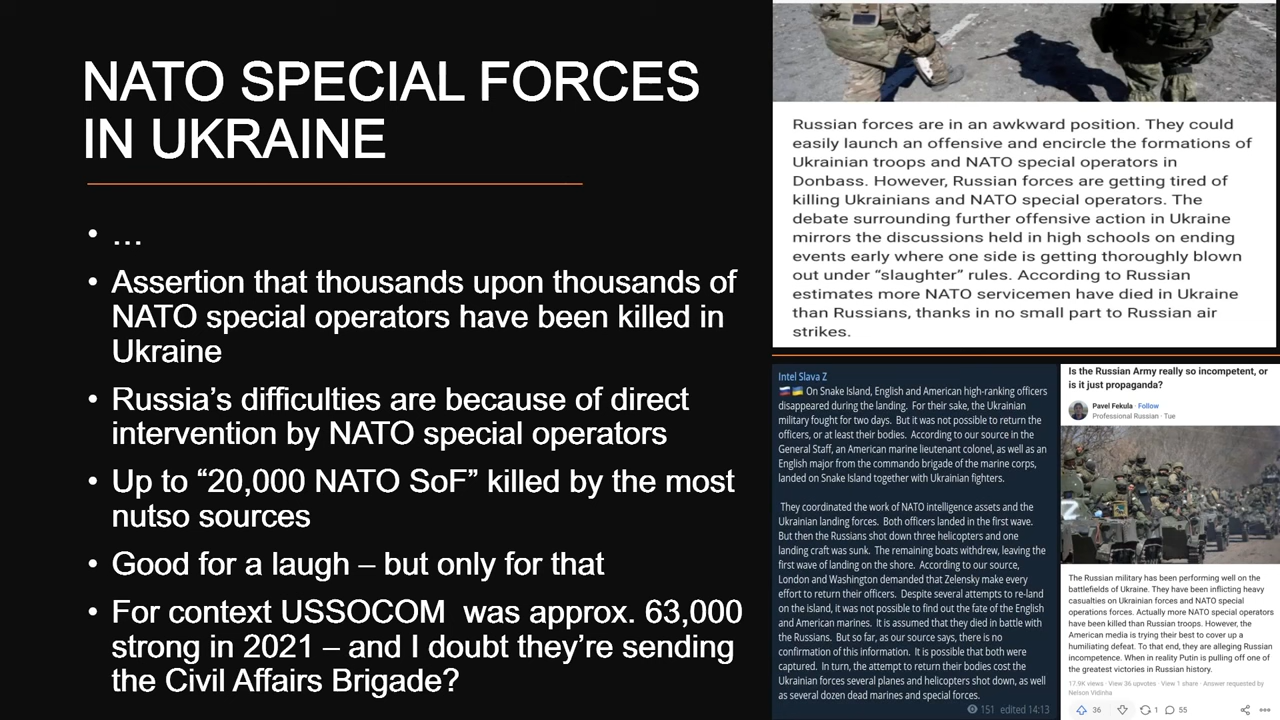 NATO SPECIAL FORCES
IN UKRAINE
• …
• Assertion that thousands upon thousands of
NATO special operators have been killed in
Ukraine
• Russia’s difficulties are because of direct
intervention by NATO special operators
• Up to “20,000 NATO SoF” killed by the most
nutso sources
• Good for a laugh – but only for that
• For context USSOCOM was approx. 63,000
strong in 2021 – and I doubt they’re sending
the Civil Affairs Brigade?
Russian forces are in an awkward position. They could
easily launch an offensive and encircle the formations of
Ukrainian troops and NATO special operators in
Donbass. However, Russian forces are getting tired of
killing Ukrainians and NATO special operators. The
debate surrounding further offensive action in Ukraine
mirrors the discussions held in high schools on ending
events early where one side is getting thoroughly blown
out under “slaughter” rules. According to Russian
estimates more NATO servicemen have died in Ukraine
than Russians, thanks in no small part to Russian air
strikes.
Intel Slava Z
On Snake Island, English and American high-ranking officers
disappeared during the landing. For their sake, the Ukrainian
military fought for two days. But it was not possible to return the
officers, or at least their bodies. According to our source in the
General Staff, an American marine lieutenant colonel, as well as an
English major from the commando brigade of the marine corps,
landed on Snake Island together with Ukrainian fighters.
They coordinated the work of NATO intelligence assets and the
Ukrainian landing forces. Both officers landed in the first wave.
But then the Russians shot down three helicopters and one
landing craft was sunk. The remaining boats withdrew, leaving the
first wave of landing on the shore. According to our source,
London and Washington demanded that Zelensky make every
effort to return their officers. Despite several attempts to re-land
on the island, it was not possible to find out the fate of the English
and American marines. It is assumed that they died in battle with
the Russians. But so far, as our source says, there is no
confirmation of this information. It is possible that both were
captured. In turn, the attempt to return their bodies cost the
Ukrainian forces several planes and helicopters shot down, as well
as several dozen dead marines and special forces.
151 edited 14:13
Is the Russian Army really so incompetent, or
is it just propaganda?
Pavel Fekula · Follow
Professional Russian · Tue
Z
The Russian military has been performing well on the
battlefields of Ukraine. They have been inflicting heavy
casualties on Ukrainian forces and NATO special
operations forces. Actually more NATO special operators
have been killed than Russian troops. However, the
American media is trying their best to cover up a
humiliating defeat. To that end, they are alleging Russian
incompetence. When in reality Putin is pulling off one of
the greatest victories in Russian history.
17.9K views · View 36 upvotes · View 1 share · Answer requested by
Nelson Vidinha
36 1 55